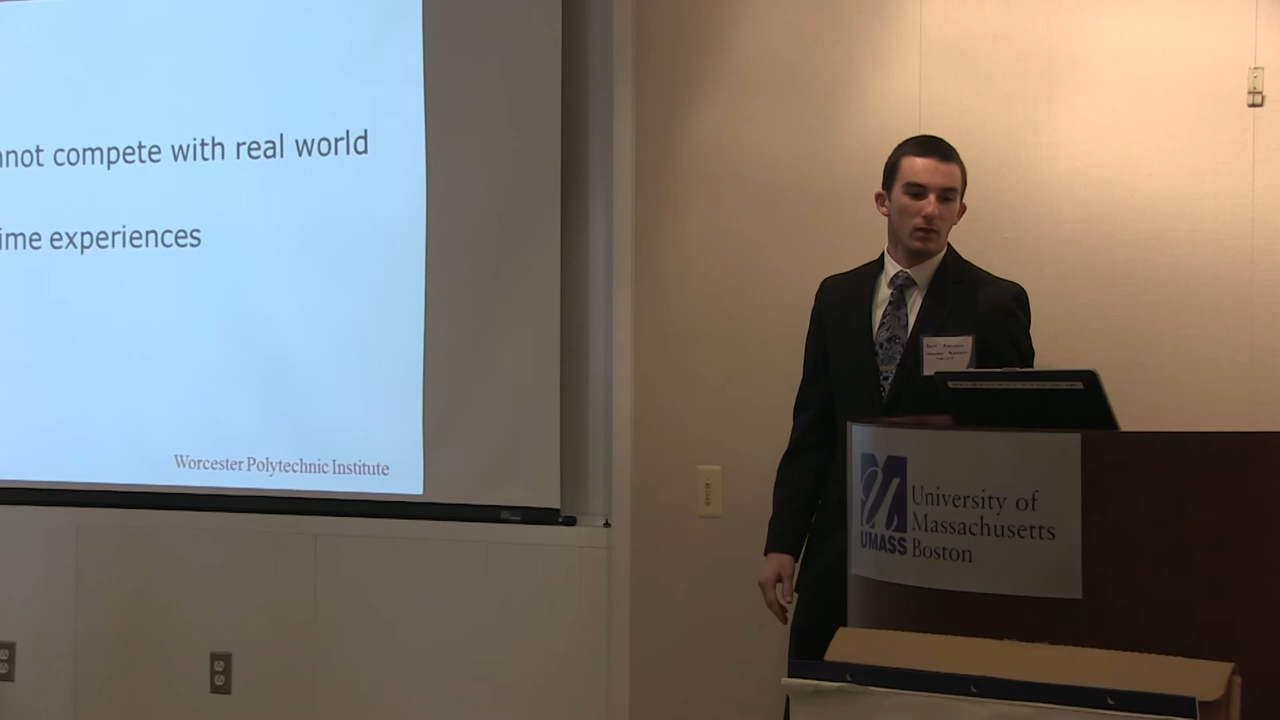 nnot compete with real world
ime experiences
Worcester Polytechnic Institute
UMASS
University of
Massachusetts
Boston